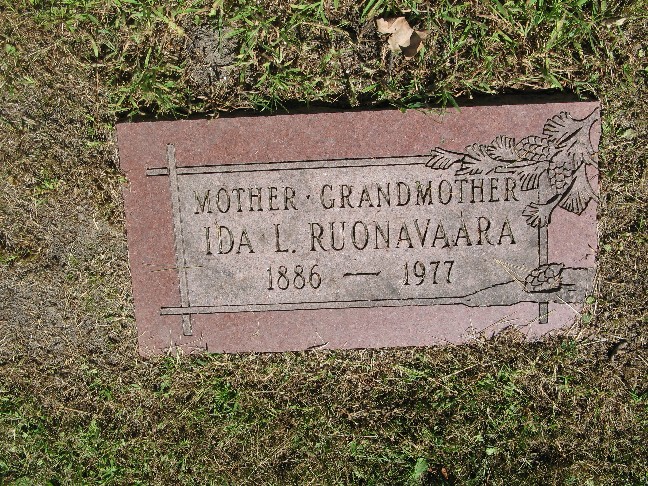 MOTHER · GRANDMOTHER
IDA L. RUONAVAARA
1886 — 1977